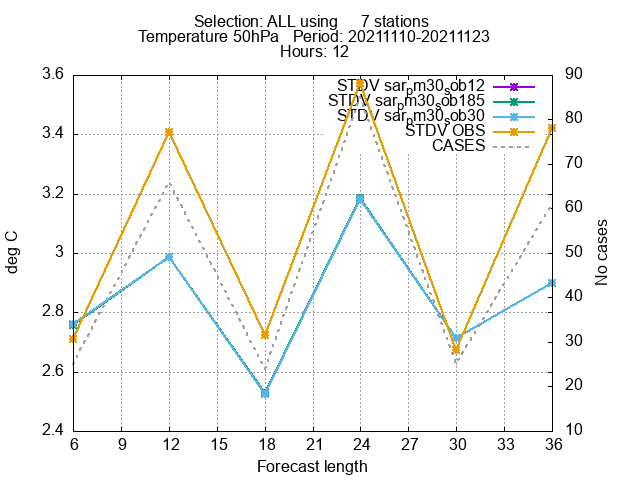 Selection: ALL using 7 stations
Temperature 50hPa Period: 20211110-20211123
Hours: 12
STDV sar_pm30_sob12
STDV sar_pm30_sob185
STDV sar_pm30_sob30
STDV OBS
CASES
3.6
3.4
3.2
3
2.8
2.6
2.4
90
80
70
60
50
40
30
20
10
deg C
No cases
6 9 12 15 18 21 24 27 30 33 36
Forecast length